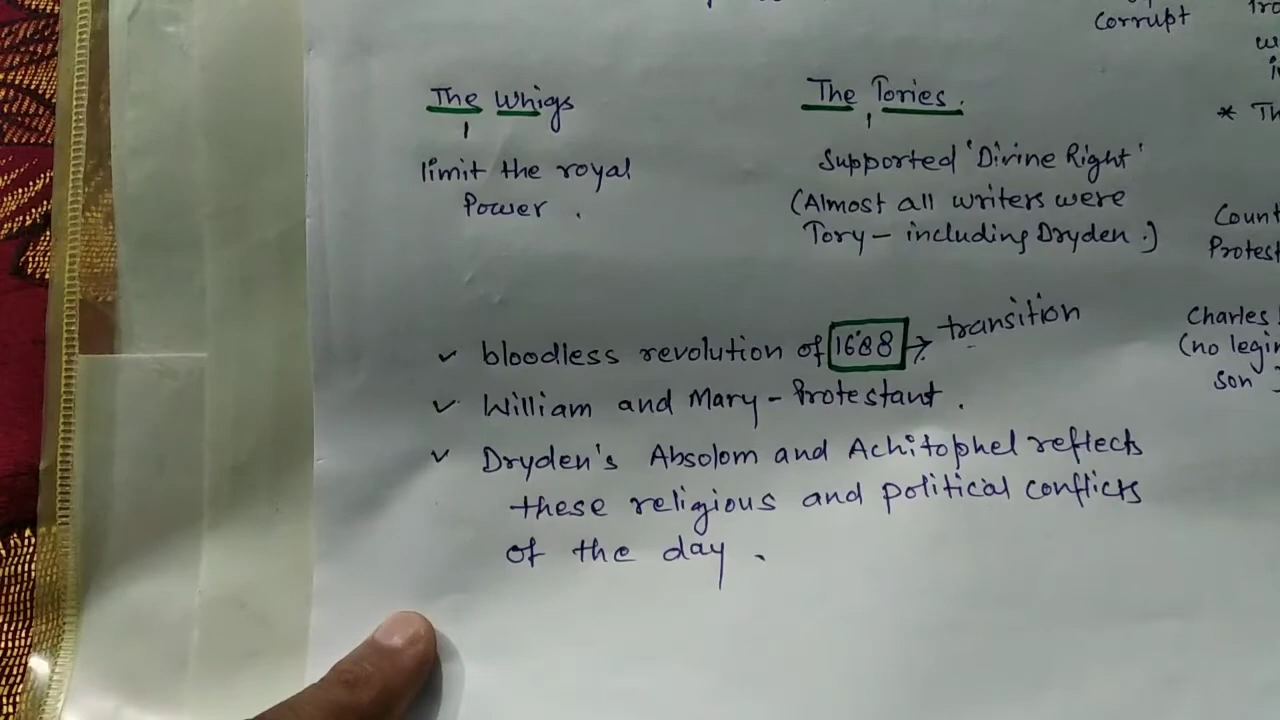 The Whigs
limit the royal
Power .
The Tories .
Supported 'Divine Right'
(Almost all writers were
Tory - including Dryden .)
✓ bloodless revolution of 1688 → transition
✓ William and Mary - Protestant .
✓ Dryden's Absolom and Achitophel reflects
these religious and political conflicts
of the day .
Corrupt
* Th
Count
Protest
Charles
(no legi
son